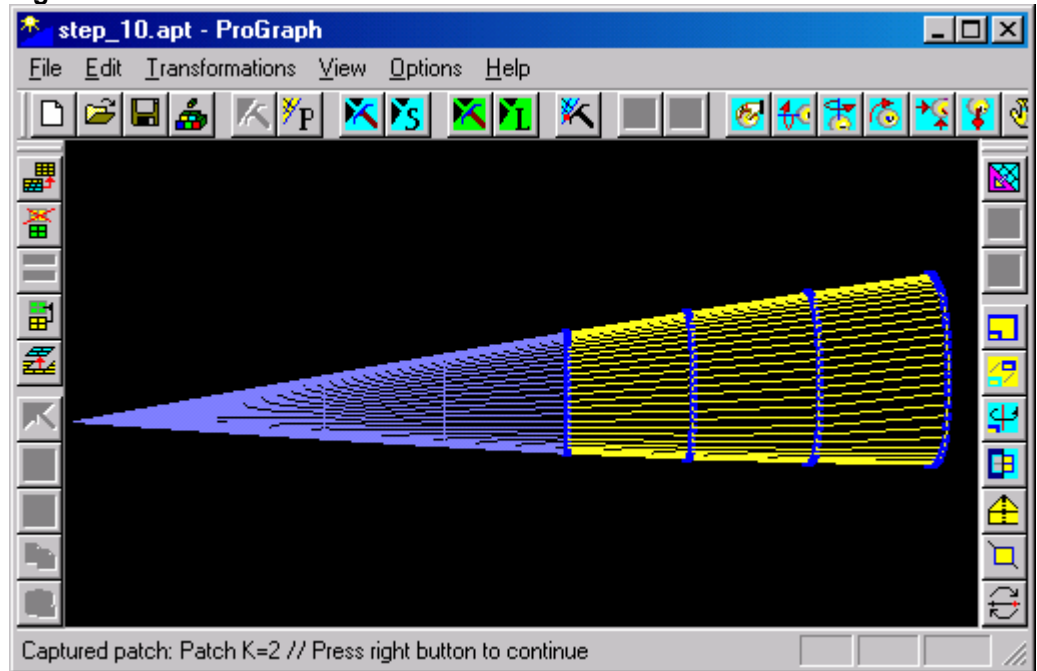 step_10.apt - ProGraph
File Edit Transformations View Options Help
P S L
Captured patch: Patch K=2 // Press right button to continue